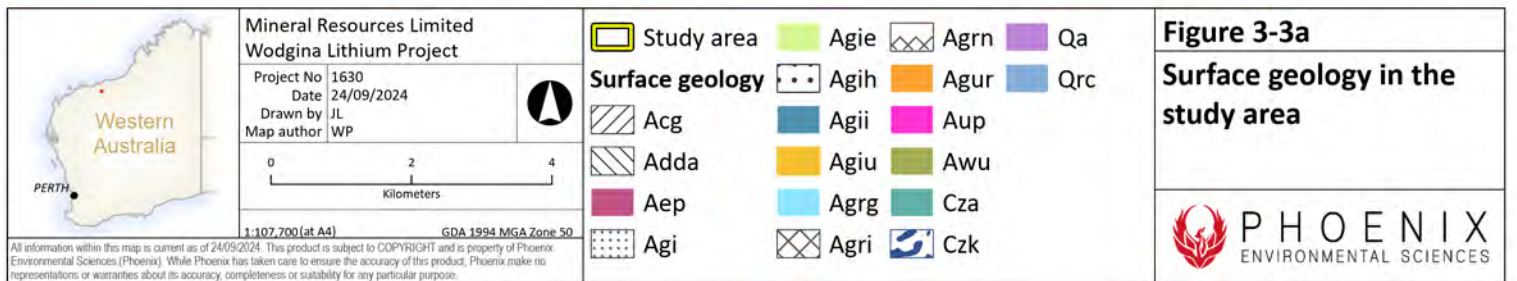 Western
Australia
PERTH
Mineral Resources Limited
Wodgina Lithium Project
Project No 1630
Date 24/09/2024
Drawn by JL
Map author WP
0 2 4
Kilometers
1:107,700 (at A4) GDA 1994 MGA Zone 50
All information within this map is current as of 24/09/2024. This product is subject to COPYRIGHT and is property of Phoenix
Environmental Sciences (Phoenix). While Phoenix has taken care to ensure the accuracy of this product, Phoenix make no
representations or warranties about its accuracy, completeness or suitability for any particular purpose.
Study area
Surface geology
Acg
Adda
Aep
Agi
Agie
Agih
Agii
Agiu
Agrg
Agri
Agrn
Agur
Aup
Awu
Cza
Czk
Qa
Qrc
Figure 3-3a
Surface geology in the
study area
PHOENIX
ENVIRONMENTAL SCIENCES